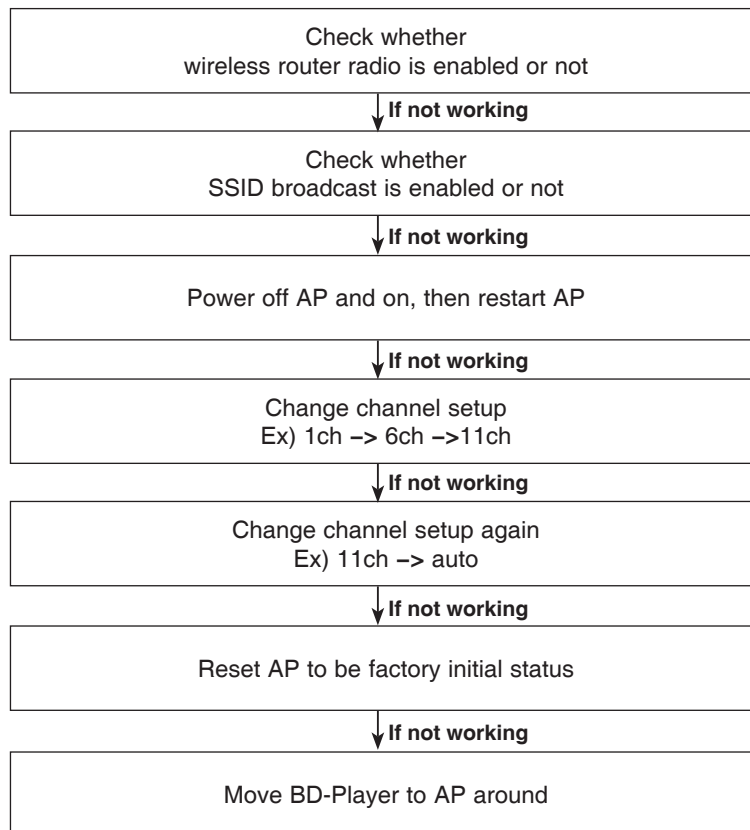 Check whether
wireless router radio is enabled or not
If not working
Check whether
SSID broadcast is enabled or not
If not working
Power off AP and on, then restart AP
If not working
Change channel setup
Ex) 1ch –> 6ch –>11ch
If not working
Change channel setup again
Ex) 11ch –> auto
If not working
Reset AP to be factory initial status
If not working
Move BD-Player to AP around